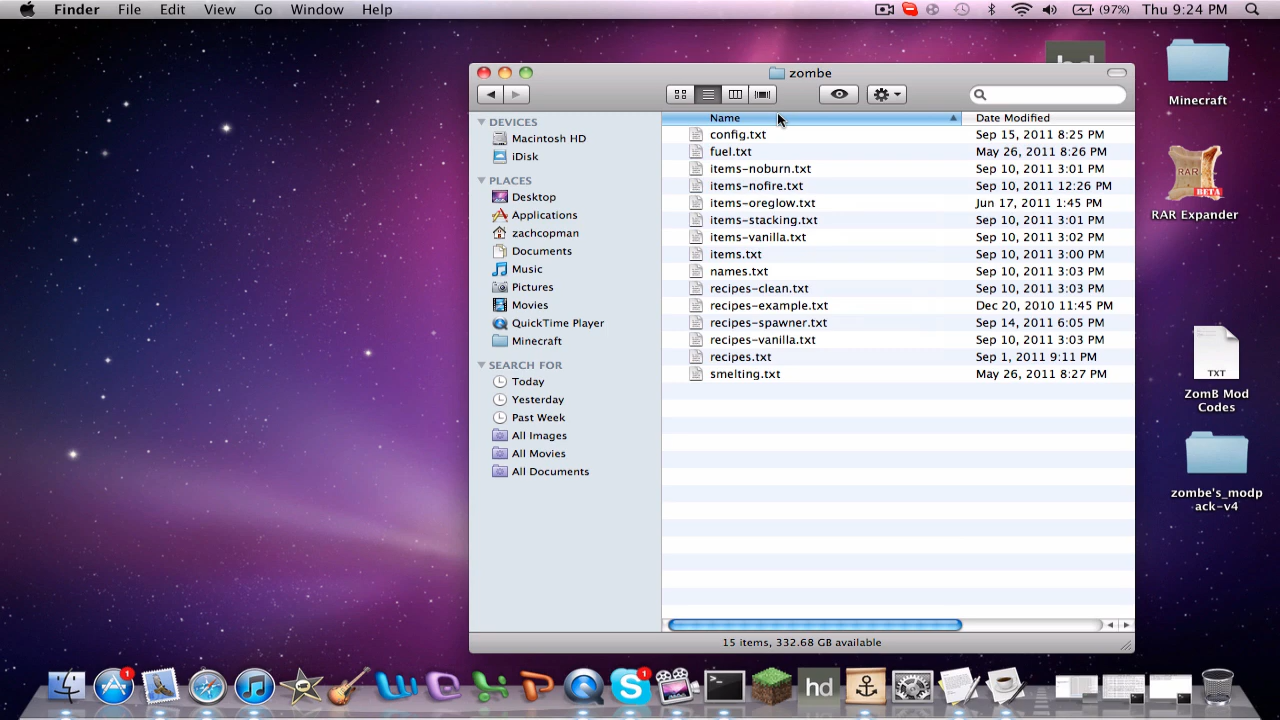 Finder File Edit View Go Window Help (97%) Thu 9:24 PM
zombe
Name Date Modified
DEVICES
Macintosh HD
iDisk
PLACES
Desktop
Applications
zachcopman
Documents
Music
Pictures
Movies
QuickTime Player
Minecraft
SEARCH FOR
Today
Yesterday
Past Week
All Images
All Movies
All Documents
config.txt Sep 15, 2011 8:25 PM
fuel.txt May 26, 2011 8:26 PM
items-noburn.txt Sep 10, 2011 3:01 PM
items-nofire.txt Sep 10, 2011 12:26 PM
items-oreglow.txt Jun 17, 2011 1:45 PM
items-stacking.txt Sep 10, 2011 3:01 PM
items-vanilla.txt Sep 10, 2011 3:02 PM
items.txt Sep 10, 2011 3:00 PM
names.txt Sep 10, 2011 3:03 PM
recipes-clean.txt Sep 10, 2011 3:03 PM
recipes-example.txt Dec 20, 2010 11:45 PM
recipes-spawner.txt Sep 14, 2011 6:05 PM
recipes-vanilla.txt Sep 10, 2011 3:03 PM
recipes.txt Sep 1, 2011 9:11 PM
smelting.txt May 26, 2011 8:27 PM
15 items, 332.68 GB available
hd
Minecraft
RAR
BETA
RAR Expander
TXT
ZomB Mod
Codes
zombe's_modp
ack-v4
1
1
hd